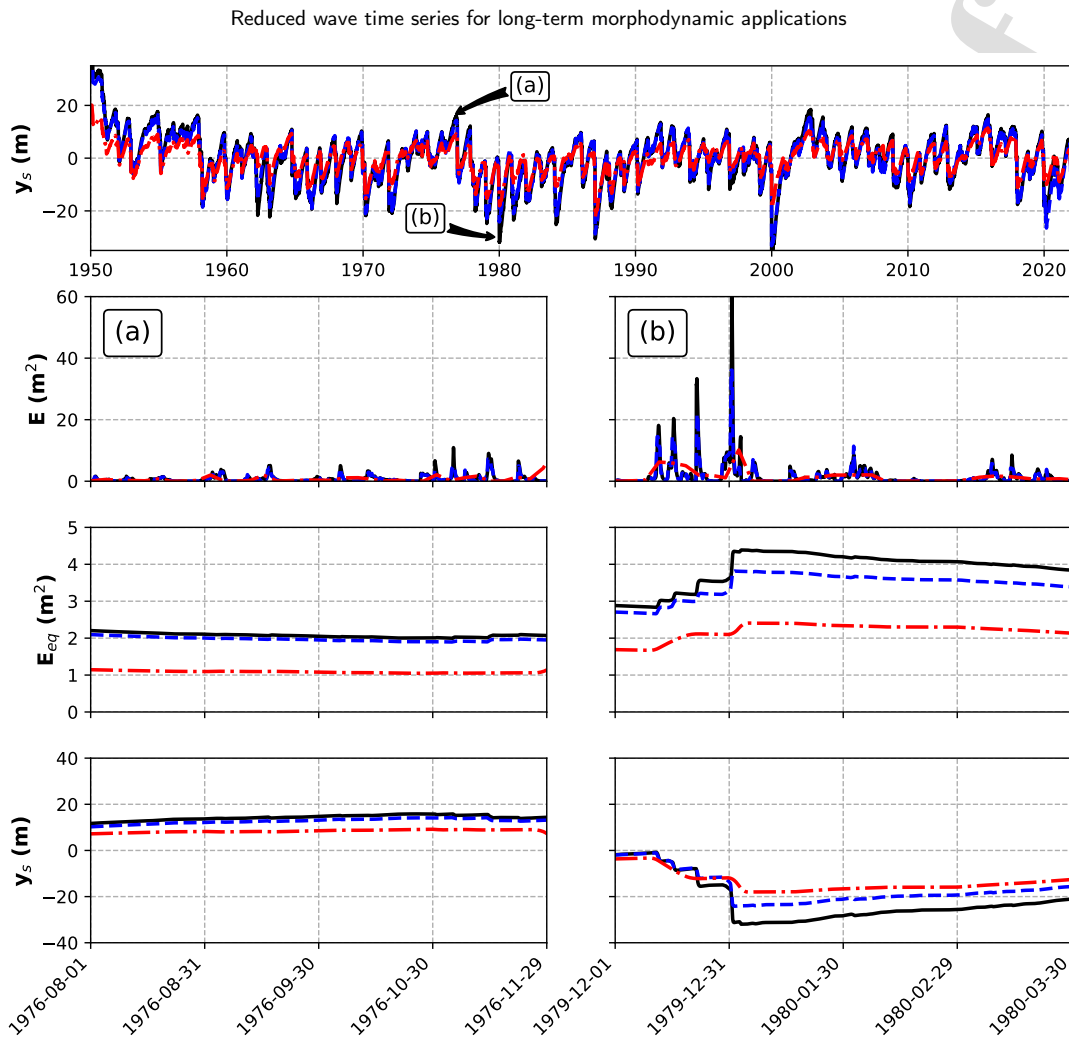 Reduced wave time series for long-term morphodynamic applications
y_s (m)
20
0
−20
(a)
(b)
1950 1960 1970 1980 1990 2000 2010 2020
E (m²)
60
40
20
0
(a)
(b)
E_eq (m²)
5
4
3
2
1
0
y_s (m)
40
20
0
−20
−40
1976-08-01 1976-08-31 1976-09-30 1976-10-30 1976-11-29 1979-12-01 1979-12-31 1980-01-30 1980-02-29 1980-03-30